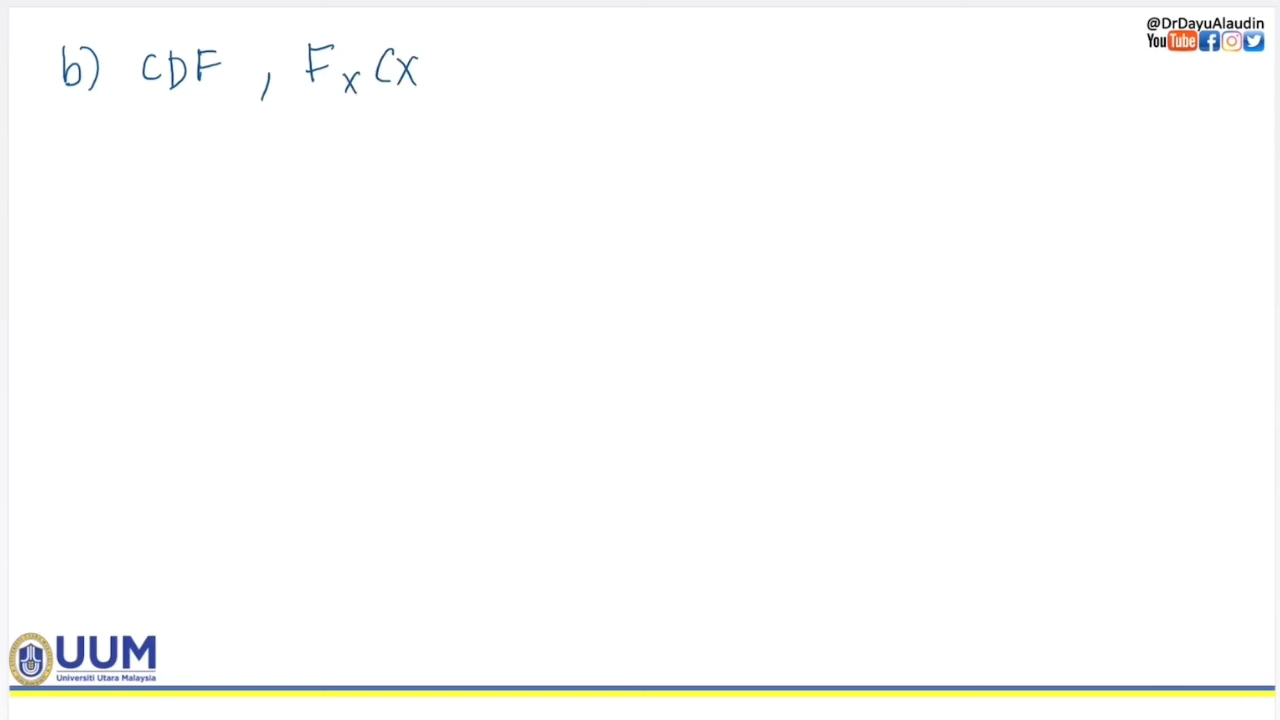 @DrDayuAlaudin
YouTube
b) CDF , Fx (x
UUM
Universiti Utara Malaysia